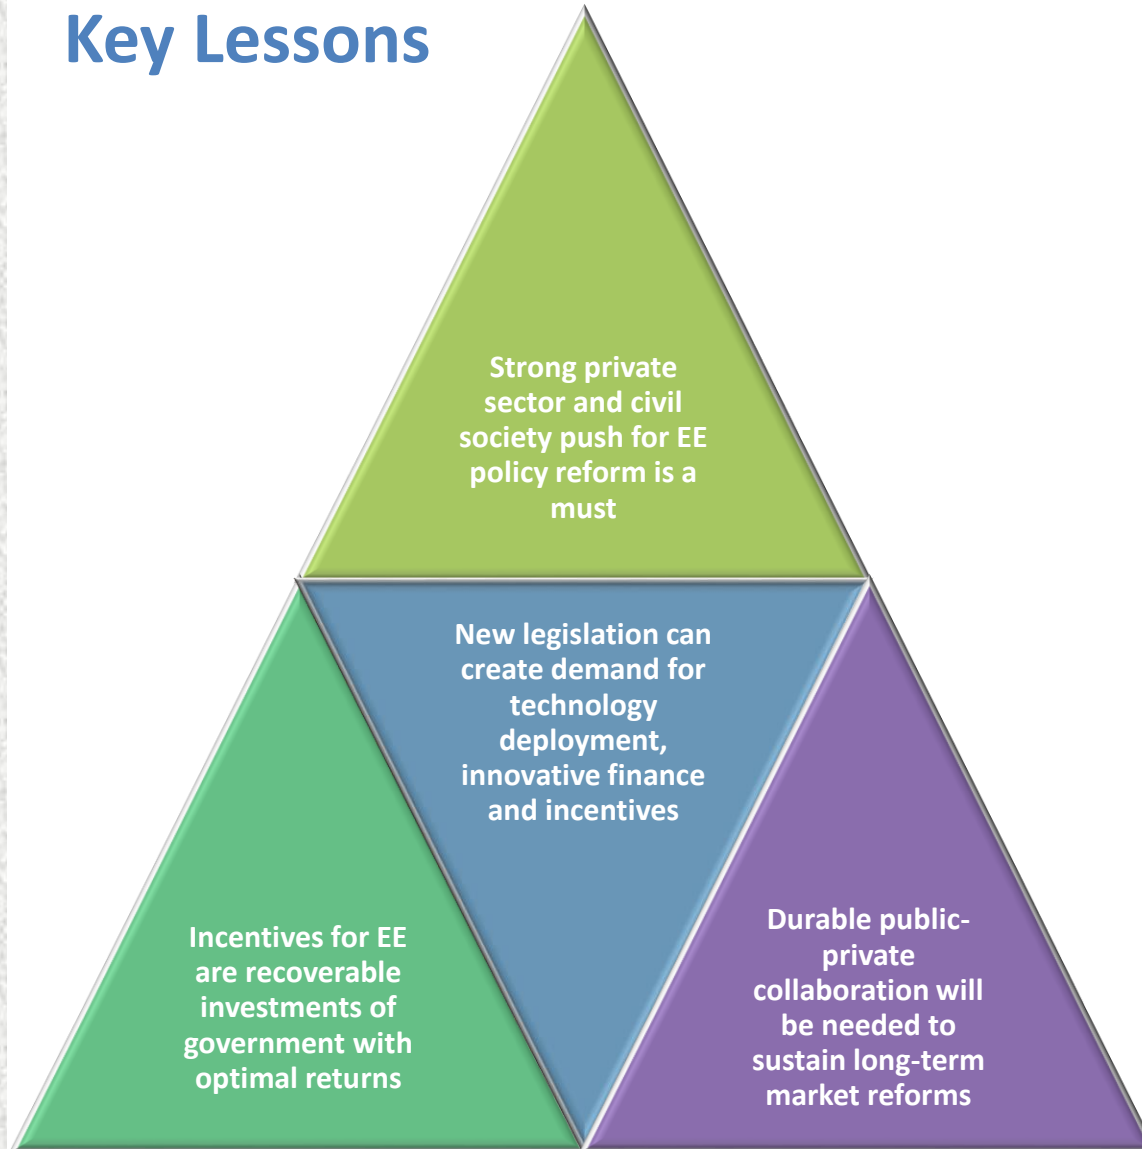 Key Lessons
Strong private
sector and civil
society push for EE
policy reform is a
must
New legislation can
create demand for
technology
deployment,
innovative finance
and incentives
Incentives for EE
are recoverable
investments of
government with
optimal returns
Durable public-
private
collaboration will
be needed to
sustain long-term
market reforms